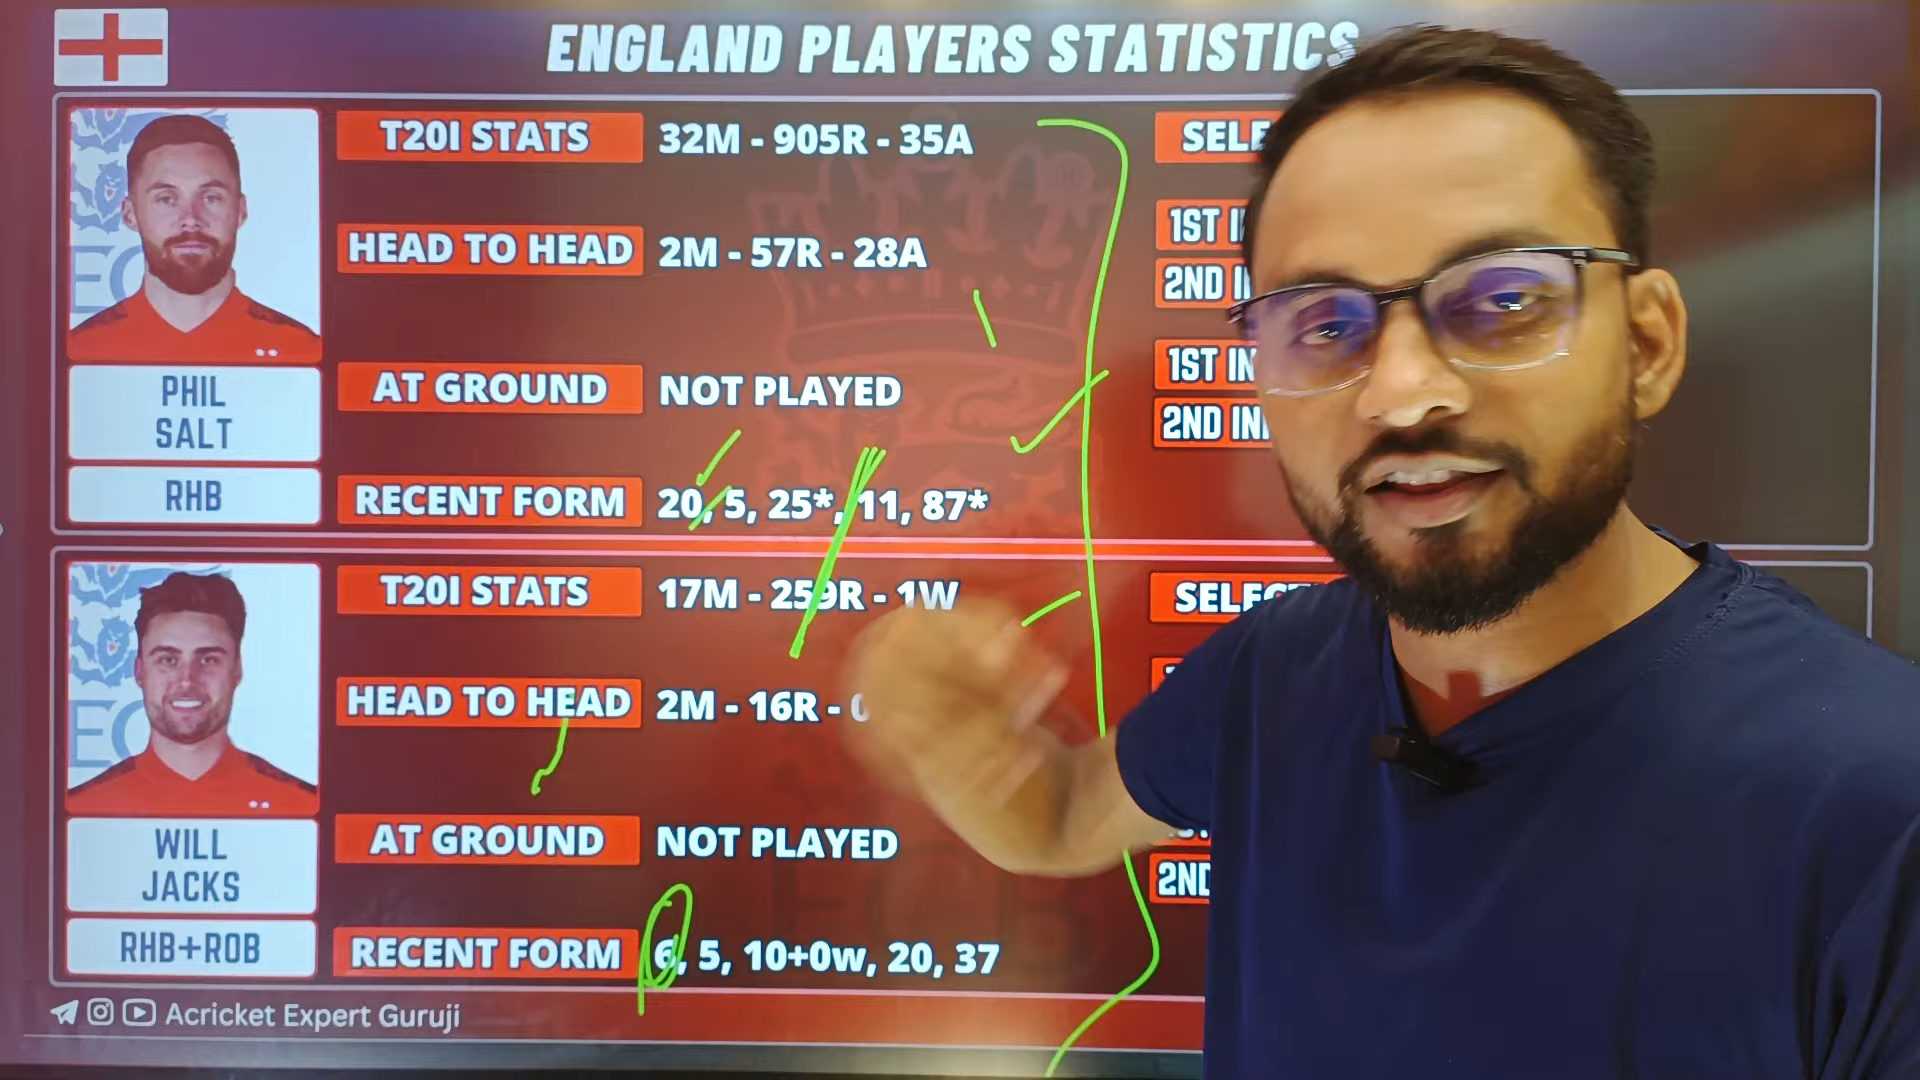 ENGLAND PLAYERS STATISTICS
T20I STATS 32M - 905R - 35A
HEAD TO HEAD 2M - 57R - 28A
AT GROUND NOT PLAYED
RECENT FORM 20, 5, 25*, 11, 87*
PHIL
SALT
RHB
1ST
2ND
1ST
2ND
T20I STATS 17M - 259R - 1W
HEAD TO HEAD 2M - 16R -
AT GROUND NOT PLAYED
RECENT FORM 6, 5, 10+0w, 20, 37
WILL
JACKS
RHB+ROB
2ND
Acricket Expert Guruji